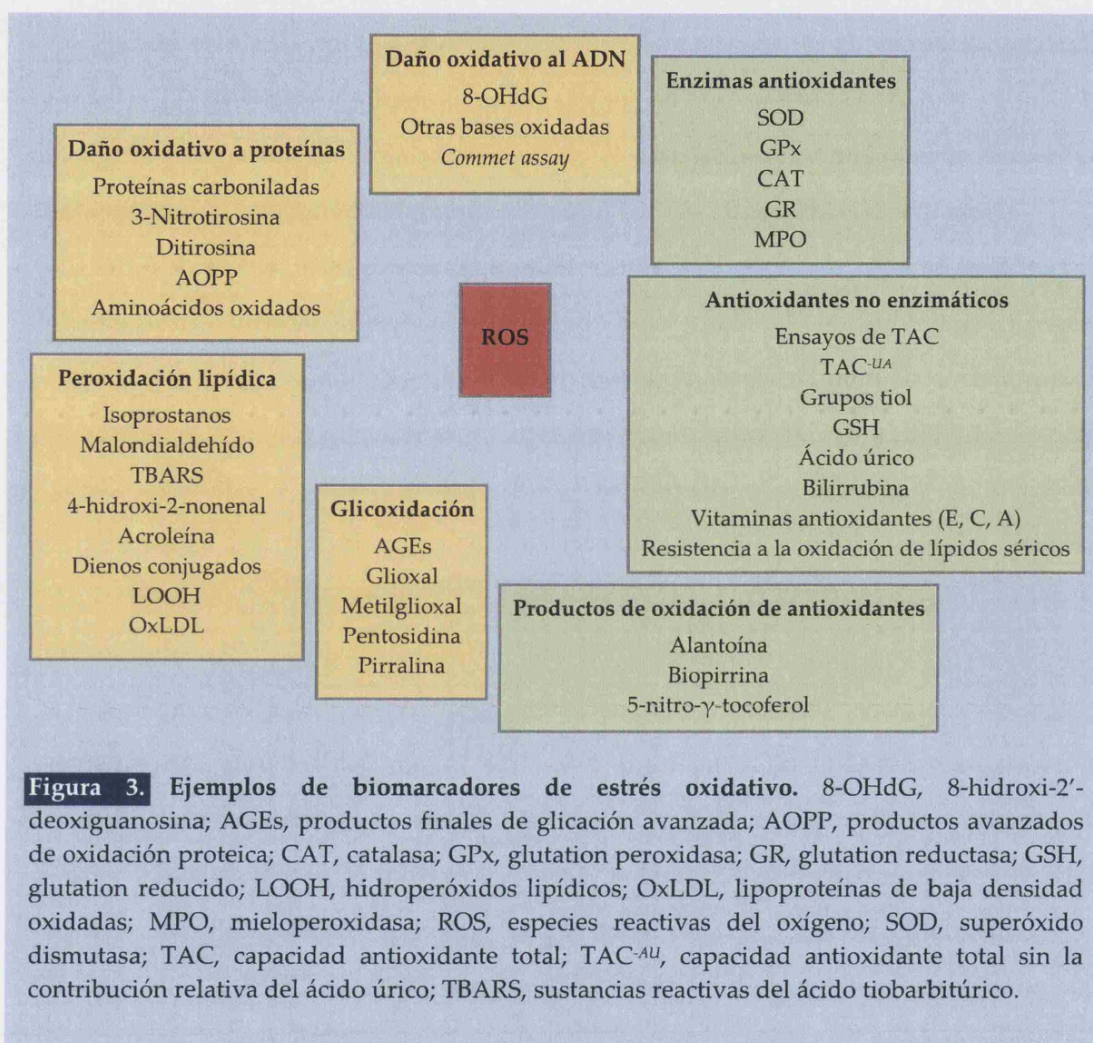 Daño oxidativo al ADN
8-OHdG
Otras bases oxidadas
Commet assay
Enzimas antioxidantes
SOD
GPx
CAT
GR
MPO
Daño oxidativo a proteínas
Proteínas carboniladas
3-Nitrotirosina
Ditirosina
AOPP
Aminoácidos oxidados
ROS
Antioxidantes no enzimáticos
Ensayos de TAC
TAC-UA
Grupos tiol
GSH
Ácido úrico
Bilirrubina
Vitaminas antioxidantes (E, C, A)
Resistencia a la oxidación de lípidos séricos
Peroxidación lipídica
Isoprostanos
Malondialdehído
TBARS
4-hidroxi-2-nonenal
Acroleína
Dienos conjugados
LOOH
OxLDL
Glicoxidación
AGEs
Glioxal
Metilglioxal
Pentosidina
Pirralina
Productos de oxidación de antioxidantes
Alantoína
Biopirrina
5-nitro-γ-tocoferol
Figura 3. Ejemplos de biomarcadores de estrés oxidativo. 8-OHdG, 8-hidroxi-2′-
deoxiguanosina; AGEs, productos finales de glicación avanzada; AOPP, productos avanzados
de oxidación proteica; CAT, catalasa; GPx, glutation peroxidasa; GR, glutation reductasa; GSH,
glutation reducido; LOOH, hidroperóxidos lipídicos; OxLDL, lipoproteínas de baja densidad
oxidadas; MPO, mieloperoxidasa; ROS, especies reactivas del oxígeno; SOD, superóxido
dismutasa; TAC, capacidad antioxidante total; TAC-AU, capacidad antioxidante total sin la
contribución relativa del ácido úrico; TBARS, sustancias reactivas del ácido tiobarbitúrico.